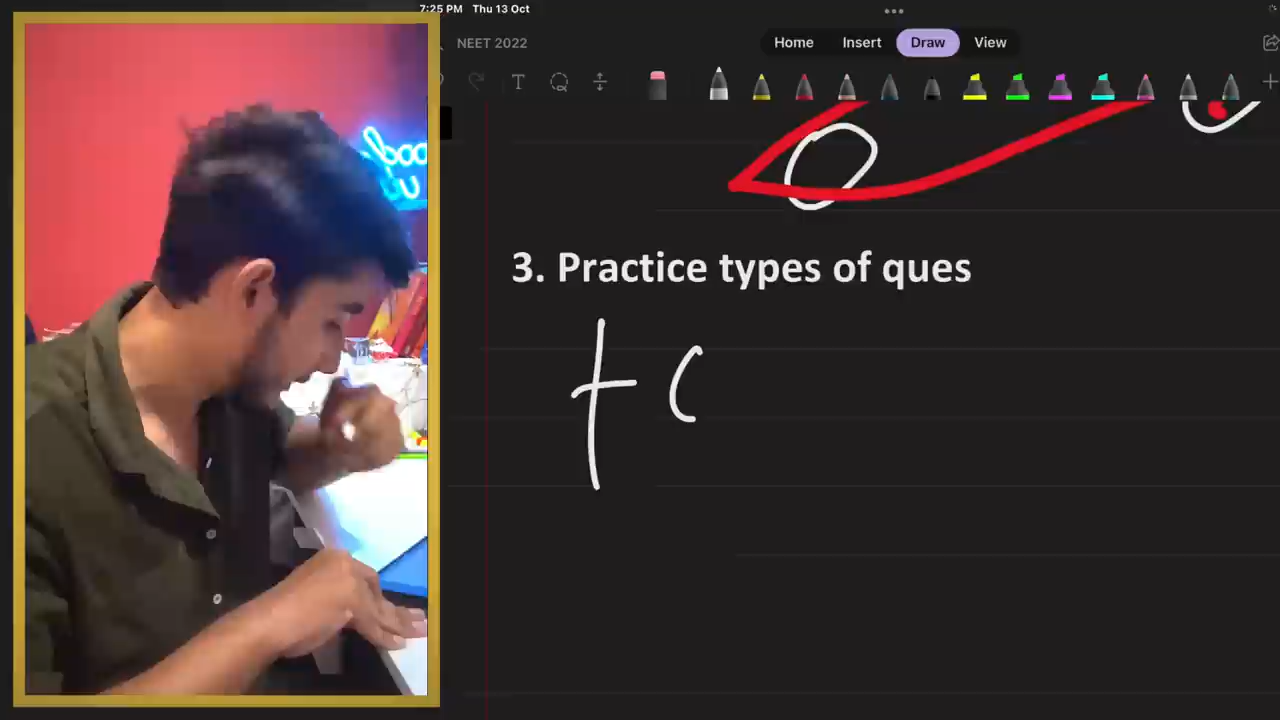 7:25 PM Thu 13 Oct
NEET 2022
Home Insert Draw View
T
3. Practice types of ques